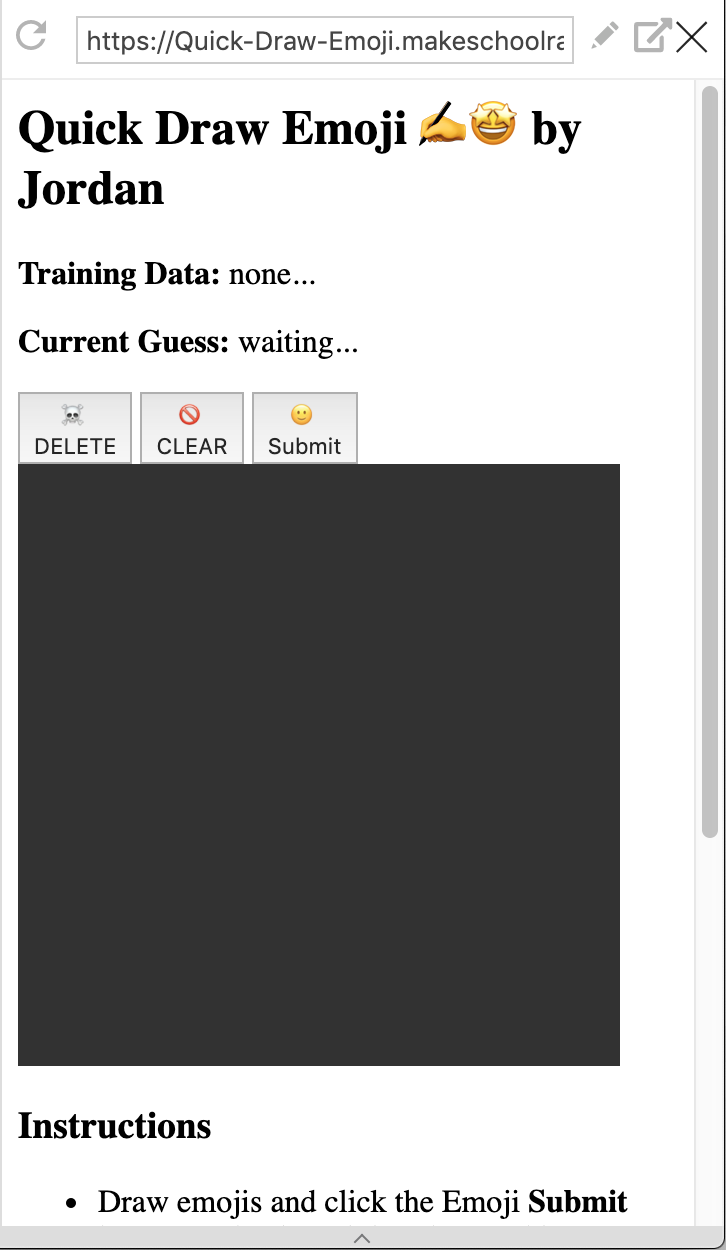 https://Quick-Draw-Emoji.makeschoolra
Quick Draw Emoji ✍️🤩 by
Jordan
Training Data: none...
Current Guess: waiting...
☠️ 🚫 🙂
DELETE CLEAR Submit
Instructions
• Draw emojis and click the Emoji Submit